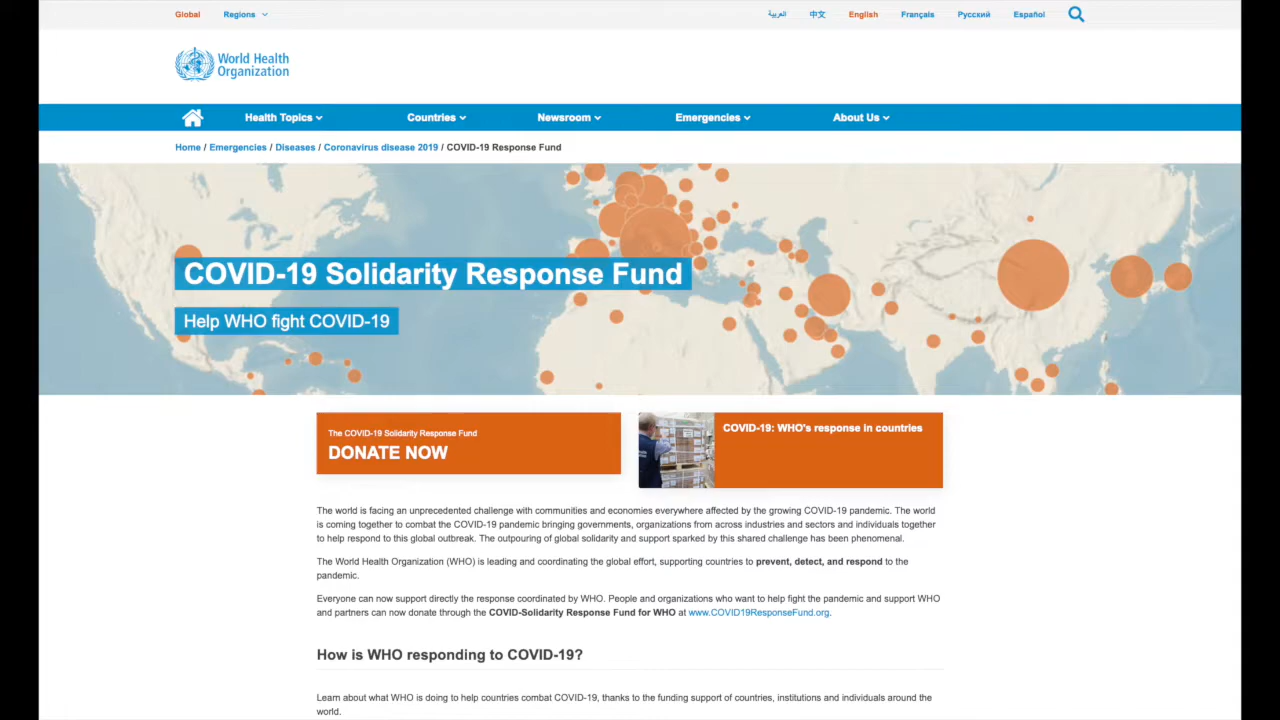 Global Regions العربية 中文 English Français Русский Español
World Health
Organization
Health Topics Countries Newsroom Emergencies About Us
Home / Emergencies / Diseases / Coronavirus disease 2019 / COVID-19 Response Fund
COVID-19 Solidarity Response Fund
Help WHO fight COVID-19
The COVID-19 Solidarity Response Fund
DONATE NOW
COVID-19: WHO's response in countries
The world is facing an unprecedented challenge with communities and economies everywhere affected by the growing COVID-19 pandemic. The world
is coming together to combat the COVID-19 pandemic bringing governments, organizations from across industries and sectors and individuals together
to help respond to this global outbreak. The outpouring of global solidarity and support sparked by this shared challenge has been phenomenal.
The World Health Organization (WHO) is leading and coordinating the global effort, supporting countries to prevent, detect, and respond to the
pandemic.
Everyone can now support directly the response coordinated by WHO. People and organizations who want to help fight the pandemic and support WHO
and partners can now donate through the COVID-Solidarity Response Fund for WHO at www.COVID19ResponseFund.org.
How is WHO responding to COVID-19?
Learn about what WHO is doing to help countries combat COVID-19, thanks to the funding support of countries, institutions and individuals around the
world.